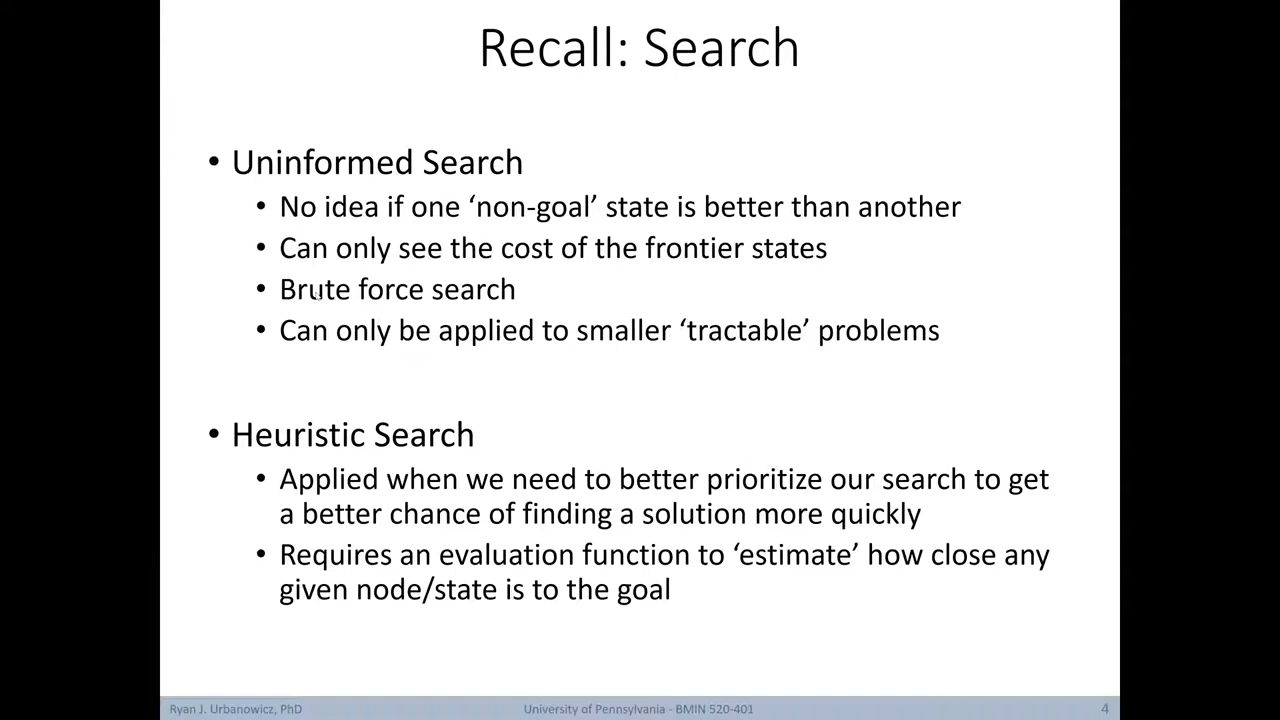 Recall: Search
• Uninformed Search
• No idea if one ‘non-goal’ state is better than another
• Can only see the cost of the frontier states
• Brute force search
• Can only be applied to smaller ‘tractable’ problems
• Heuristic Search
• Applied when we need to better prioritize our search to get
a better chance of finding a solution more quickly
• Requires an evaluation function to ‘estimate’ how close any
given node/state is to the goal
Ryan J. Urbanowicz, PhD
University of Pennsylvania - BMIN 520-401
4